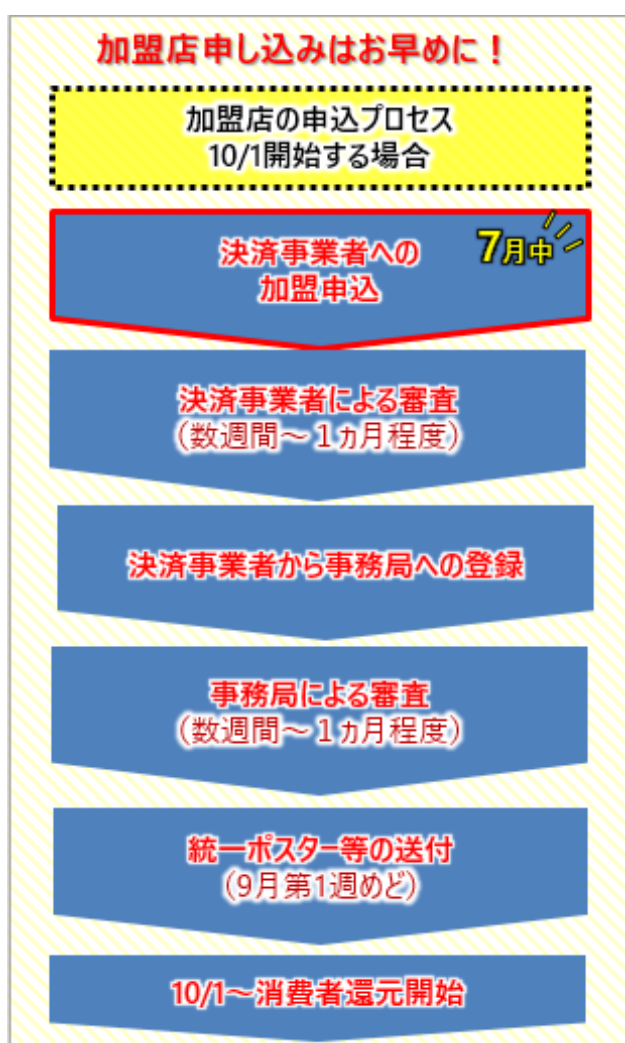 加盟店申し込みはお早めに！
加盟店の申込プロセス
10/1開始する場合
決済事業者への
加盟申込
7月中
決済事業者による審査
（数週間～１ヵ月程度）
決済事業者から事務局への登録
事務局による審査
（数週間～１ヵ月程度）
統一ポスター等の送付
（9月第1週めど）
10/1～消費者還元開始